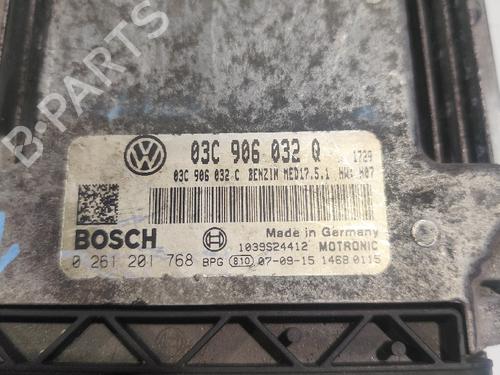 B-PARTS
03C 906 032 Q 1729
03C 906 032 C BENZIN MED17.5.1 HW: H07
BOSCH
Made in Germany
1039S24412 MOTRONIC
0 261 201 768 BPG 810 07-09-15 1468 0115